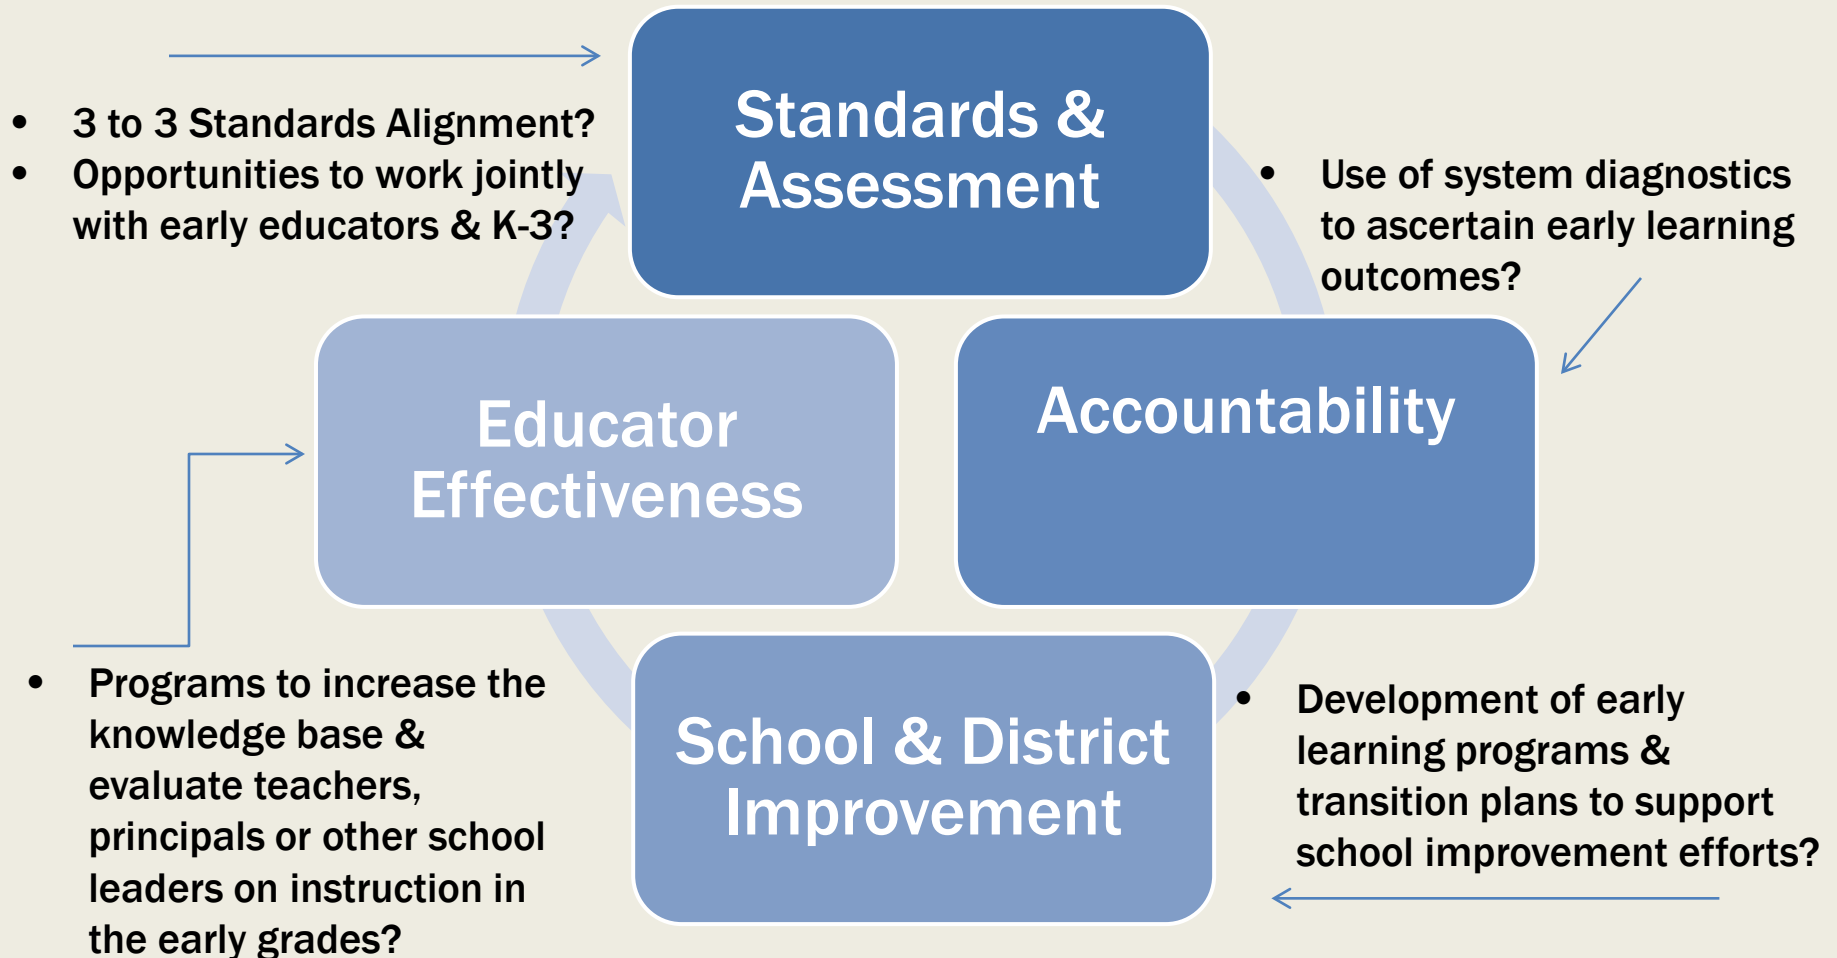 Standards &
Assessment
• 3 to 3 Standards Alignment?
• Opportunities to work jointly
with early educators & K-3?
• Use of system diagnostics
to ascertain early learning
outcomes?
Educator
Effectiveness
Accountability
• Programs to increase the
knowledge base &
evaluate teachers,
principals or other school
leaders on instruction in
the early grades?
School & District
Improvement
• Development of early
learning programs &
transition plans to support
school improvement efforts?